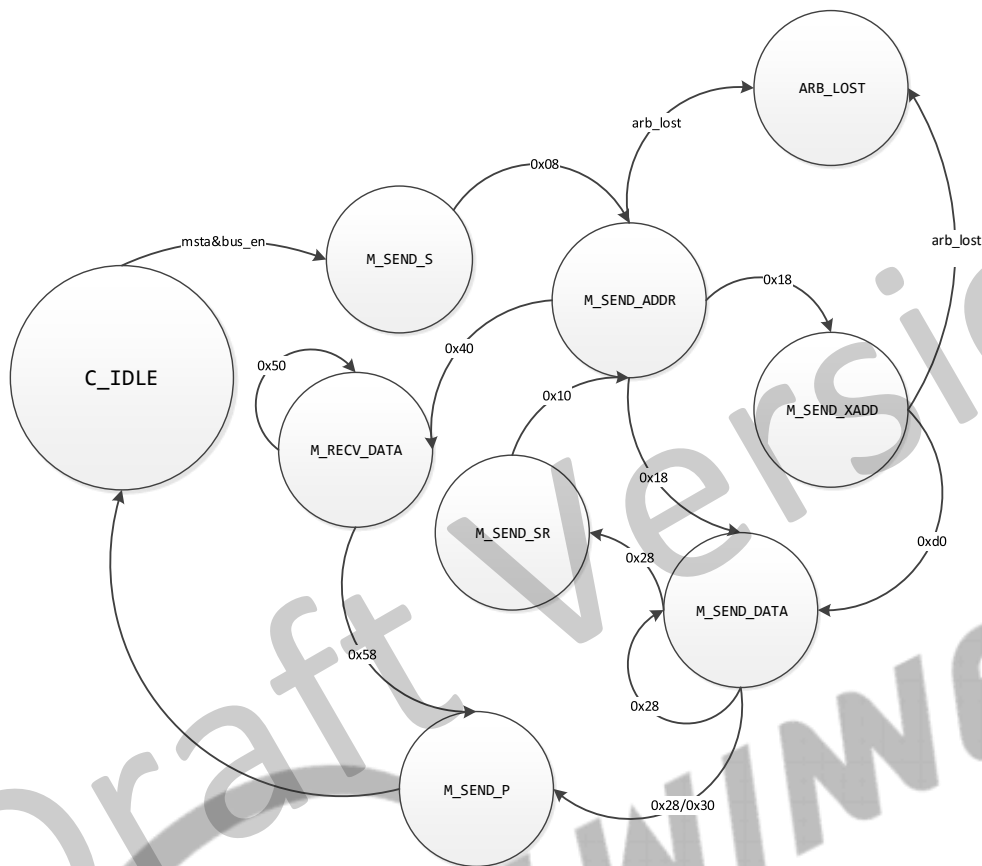 ARB_LOST
arb_lost
0x08
msta&bus_en
arb_lost
M_SEND_S
0x18
M_SEND_ADDR
0x40
0x50
C_IDLE
0x10
M_SEND_XADD
M_RECV_DATA
0x18
M_SEND_SR
0xd0
0x28
M_SEND_DATA
0x58
0x28
M_SEND_P
0x28/0x30
Draft Versio